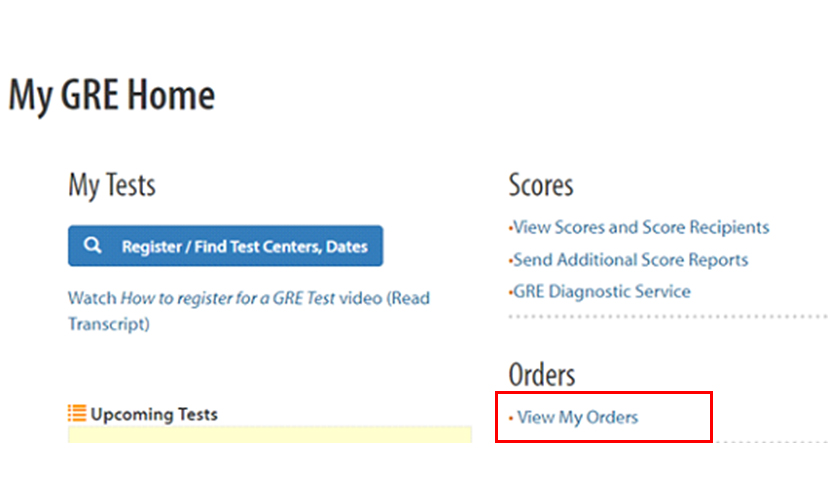 My GRE Home
My Tests
Register / Find Test Centers, Dates
Watch How to register for a GRE Test video (Read
Transcript)
Upcoming Tests
Scores
•View Scores and Score Recipients
•Send Additional Score Reports
•GRE Diagnostic Service
Orders
• View My Orders